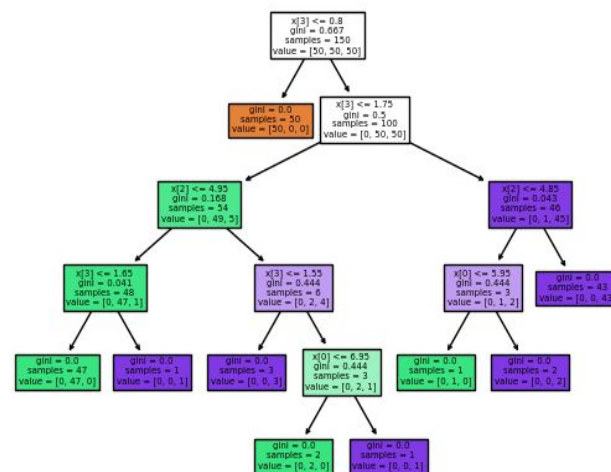 x[3] <= 0.8
gini = 0.667
samples = 150
value = [50, 50, 50]
gini = 0.0
samples = 50
value = [50, 0, 0]
x[3] <= 1.75
gini = 0.5
samples = 100
value = [0, 50, 50]
x[2] <= 4.95
gini = 0.168
samples = 54
value = [0, 49, 5]
x[2] <= 4.85
gini = 0.043
samples = 46
value = [0, 1, 45]
x[3] <= 1.65
gini = 0.041
samples = 48
value = [0, 47, 1]
x[3] <= 1.55
gini = 0.444
samples = 6
value = [0, 2, 4]
x[0] <= 5.95
gini = 0.444
samples = 3
value = [0, 1, 2]
gini = 0.0
samples = 43
value = [0, 0, 43]
gini = 0.0
samples = 47
value = [0, 47, 0]
gini = 0.0
samples = 1
value = [0, 0, 1]
gini = 0.0
samples = 3
value = [0, 0, 3]
x[0] <= 6.95
gini = 0.444
samples = 3
value = [0, 2, 1]
gini = 0.0
samples = 1
value = [0, 1, 0]
gini = 0.0
samples = 2
value = [0, 0, 2]
gini = 0.0
samples = 2
value = [0, 2, 0]
gini = 0.0
samples = 1
value = [0, 0, 1]